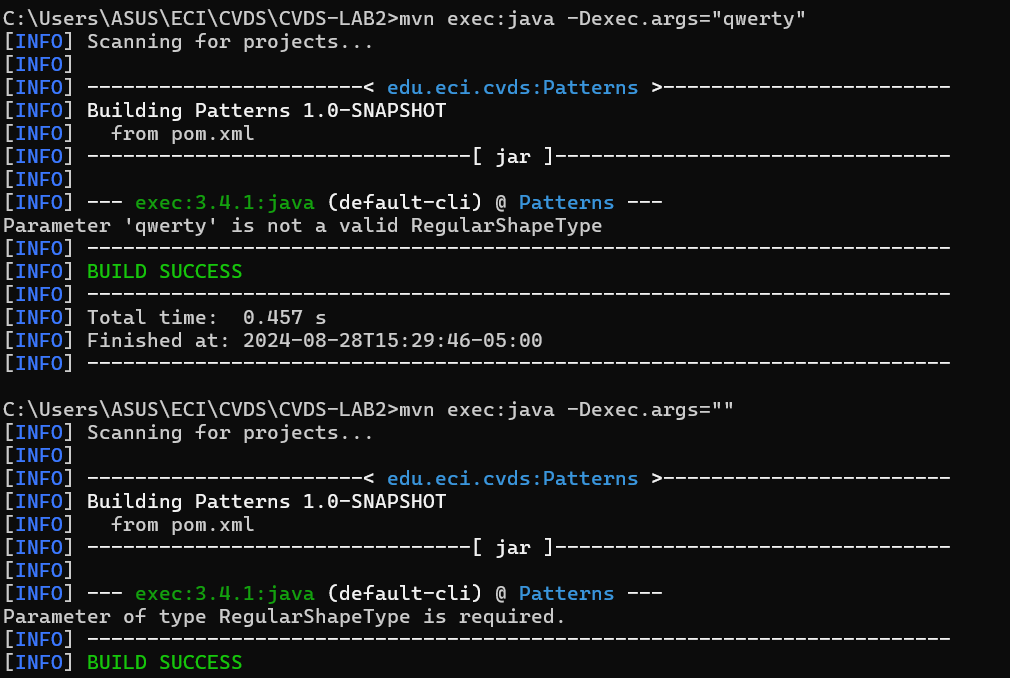 C:\Users\ASUS\ECI\CVDS\CVDS-LAB2>mvn exec:java -Dexec.args="qwerty"
[INFO] Scanning for projects...
[INFO]
[INFO] -----------------------< edu.eci.cvds:Patterns >------------------------
[INFO] Building Patterns 1.0-SNAPSHOT
[INFO]   from pom.xml
[INFO] --------------------------------[ jar ]---------------------------------
[INFO]
[INFO] --- exec:3.4.1:java (default-cli) @ Patterns ---
Parameter 'qwerty' is not a valid RegularShapeType
[INFO] ------------------------------------------------------------------------
[INFO] BUILD SUCCESS
[INFO] ------------------------------------------------------------------------
[INFO] Total time:  0.457 s
[INFO] Finished at: 2024-08-28T15:29:46-05:00
[INFO] ------------------------------------------------------------------------

C:\Users\ASUS\ECI\CVDS\CVDS-LAB2>mvn exec:java -Dexec.args=""
[INFO] Scanning for projects...
[INFO]
[INFO] -----------------------< edu.eci.cvds:Patterns >------------------------
[INFO] Building Patterns 1.0-SNAPSHOT
[INFO]   from pom.xml
[INFO] --------------------------------[ jar ]---------------------------------
[INFO]
[INFO] --- exec:3.4.1:java (default-cli) @ Patterns ---
Parameter of type RegularShapeType is required.
[INFO] ------------------------------------------------------------------------
[INFO] BUILD SUCCESS